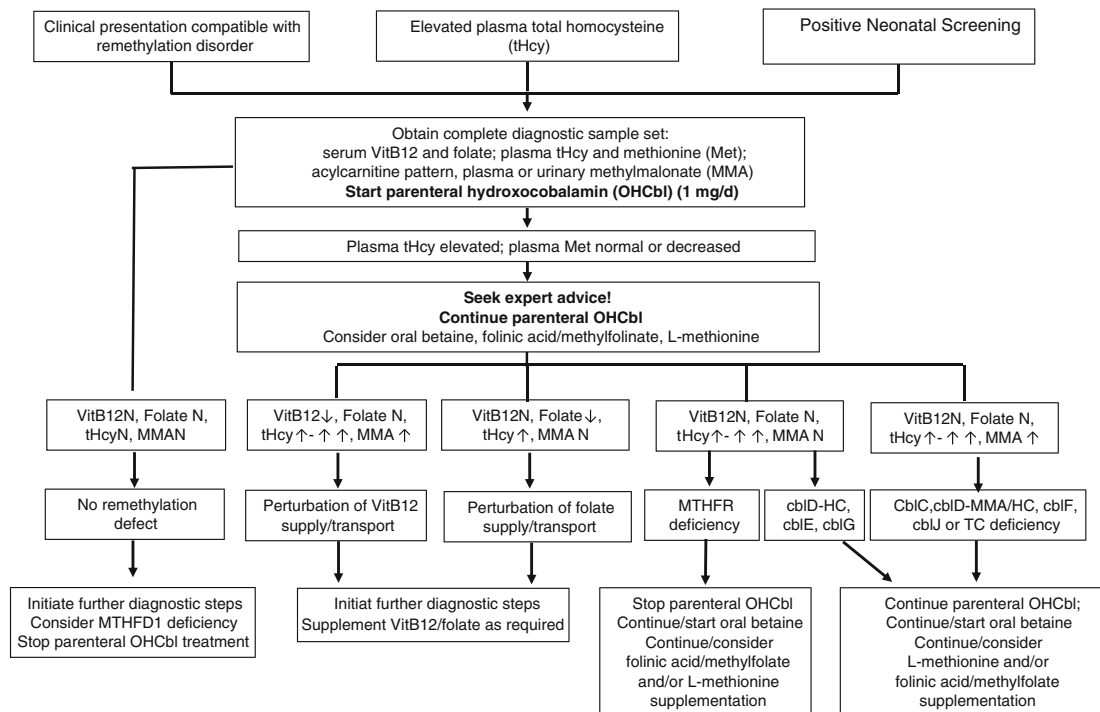 Clinical presentation compatible with
remethylation disorder
Elevated plasma total homocysteine
(tHcy)
Positive Neonatal Screening
Obtain complete diagnostic sample set:
serum VitB12 and folate; plasma tHcy and methionine (Met);
acylcarnitine pattern, plasma or urinary methylmalonate (MMA)
Start parenteral hydroxocobalamin (OHCbl) (1 mg/d)
Plasma tHcy elevated; plasma Met normal or decreased
Seek expert advice!
Continue parenteral OHCbl
Consider oral betaine, folinic acid/methylfolinate, L-methionine
VitB12N, Folate N,
tHcyN, MMAN
VitB12↓, Folate N,
tHcy↑- ↑ ↑, MMA ↑
VitB12N, Folate↓,
tHcy↑, MMA N
VitB12N, Folate N,
tHcy↑- ↑ ↑, MMA N
VitB12N, Folate N,
tHcy↑- ↑ ↑, MMA ↑
No remethylation
defect
Perturbation of VitB12
supply/transport
Perturbation of folate
supply/transport
MTHFR
deficiency
cblD-HC,
cblE, cblG
CblC,cblD-MMA/HC, cblF,
cblJ or TC deficiency
Initiate further diagnostic steps
Consider MTHFD1 deficiency
Stop parenteral OHCbl treatment
Initiat further diagnostic steps
Supplement VitB12/folate as required
Stop parenteral OHCbl
Continue/start oral betaine
Continue/consider
folinic acid/methylfolate
and/or L-methionine
supplementation
Continue parenteral OHCbl;
Continue/start oral betaine
Continue/consider
L-methionine and/or
folinic acid/methylfolate
supplementation